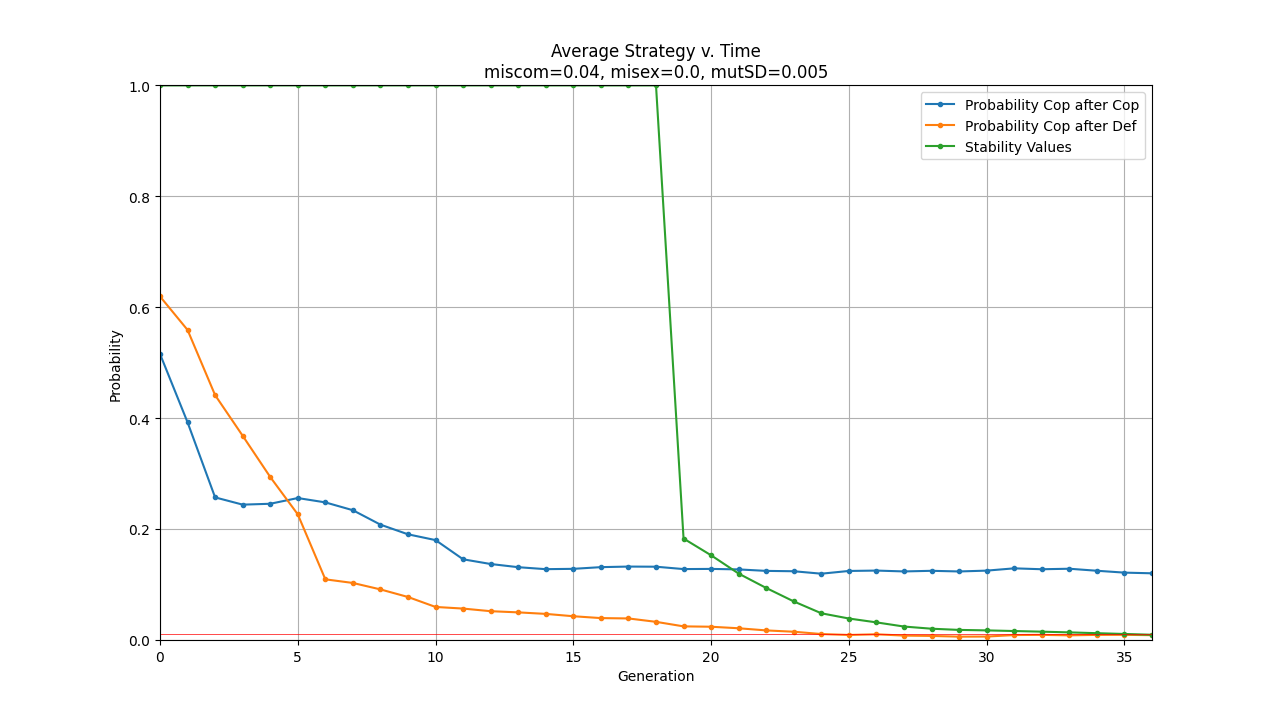 Average Strategy v. Time
miscom=0.04, misex=0.0, mutSD=0.005
Probability Cop after Cop
Probability Cop after Def
Stability Values
Probability
1.0
0.8
0.6
0.4
0.2
0.0
0 5 10 15 20 25 30 35
Generation